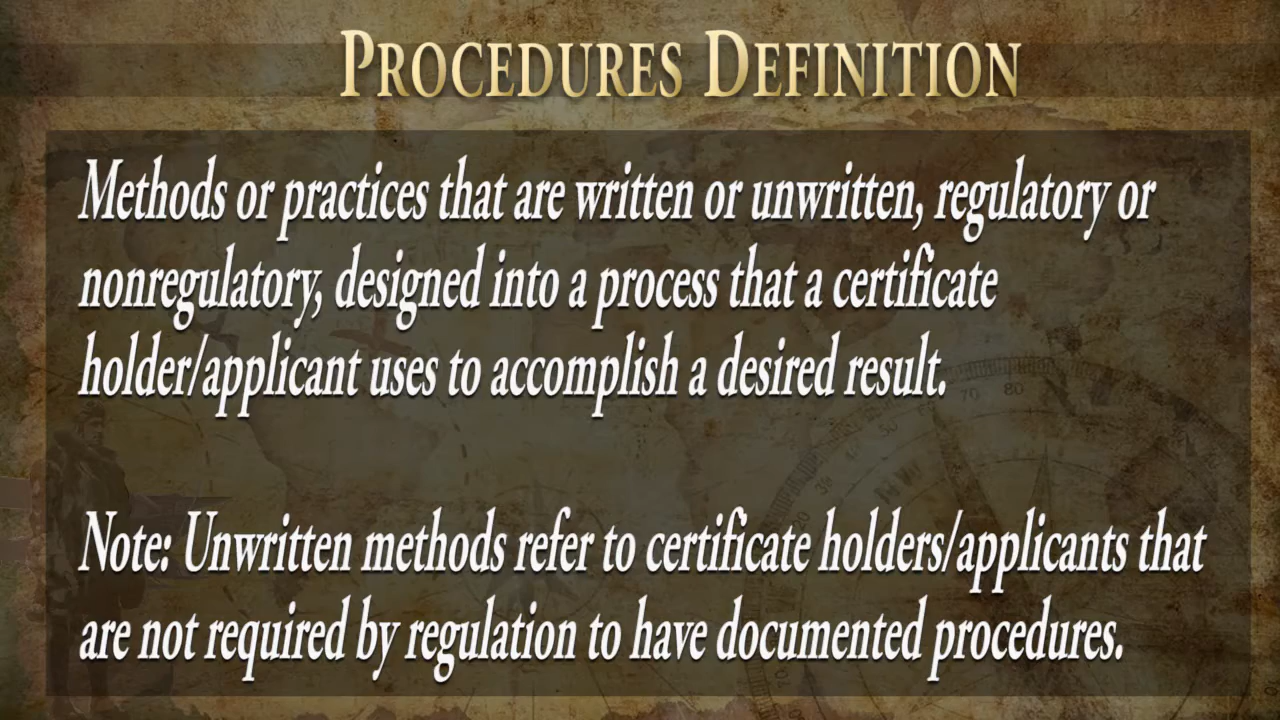 PROCEDURES DEFINITION
Methods or practices that are written or unwritten, regulatory or
nonregulatory, designed into a process that a certificate
holder/applicant uses to accomplish a desired result.
Note: Unwritten methods refer to certificate holders/applicants that
are not required by regulation to have documented procedures.